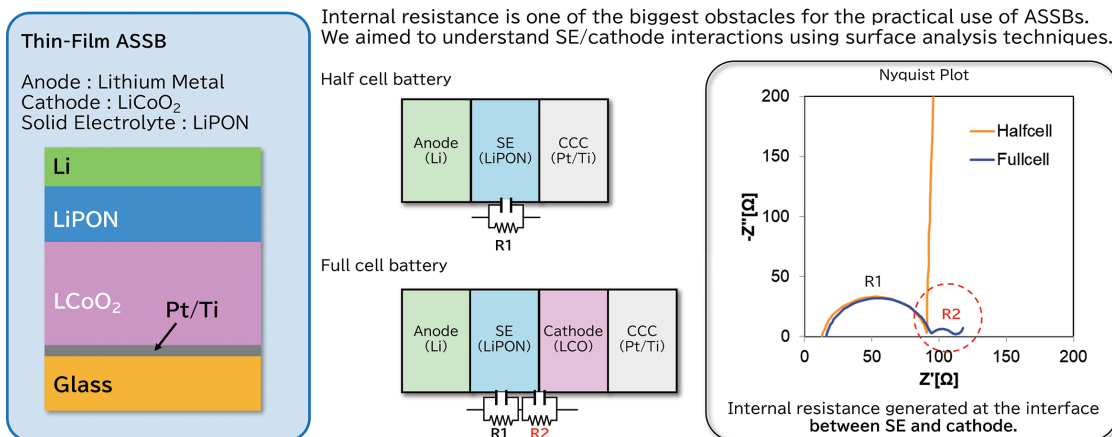 Internal resistance is one of the biggest obstacles for the practical use of ASSBs.
We aimed to understand SE/cathode interactions using surface analysis techniques.
Thin-Film ASSB
Anode : Lithium Metal
Cathode : LiCoO₂
Solid Electrolyte : LiPON
Li
LiPON
LCoO₂
Pt/Ti
Glass
Half cell battery
Anode
(Li)
SE
(LiPON)
CCC
(Pt/Ti)
R1
Full cell battery
Anode
(Li)
SE
(LiPON)
Cathode
(LCO)
CCC
(Pt/Ti)
R1
R2
Nyquist Plot
200
150
100
50
0
-Z"[Ω]
Halfcell
Fullcell
R1
R2
0
50
100
150
200
Z'[Ω]
Internal resistance generated at the interface
between SE and cathode.